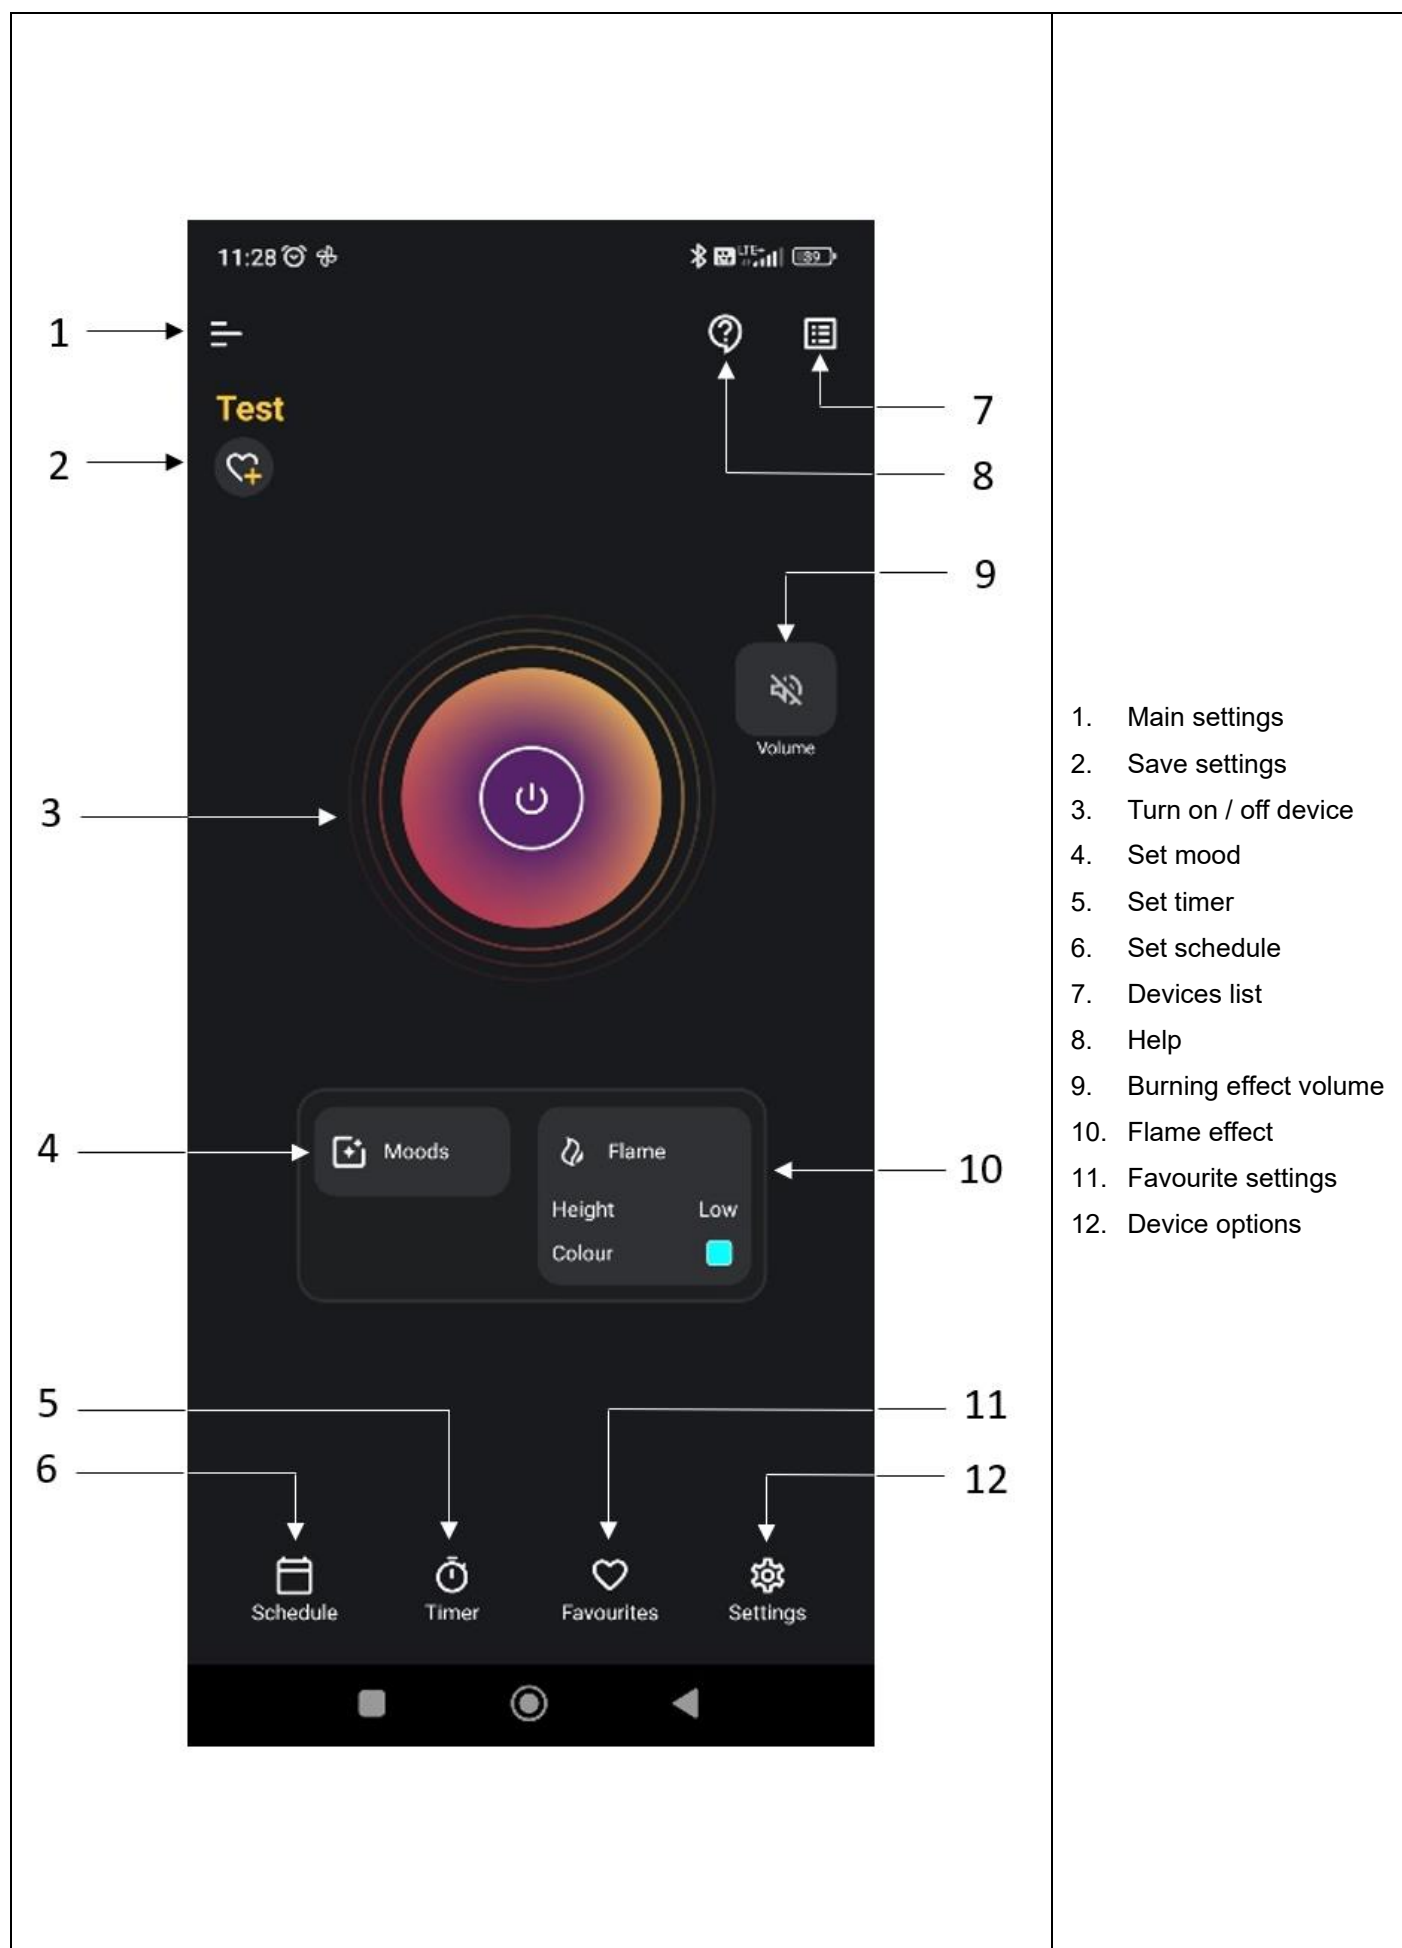 11:28
LTE+
39
1
Test
2
7
8
9
Volume
3
4
Moods
Flame
Height Low
Colour
10
5
11
6
12
Schedule Timer Favourites Settings
1. Main settings
2. Save settings
3. Turn on / off device
4. Set mood
5. Set timer
6. Set schedule
7. Devices list
8. Help
9. Burning effect volume
10. Flame effect
11. Favourite settings
12. Device options